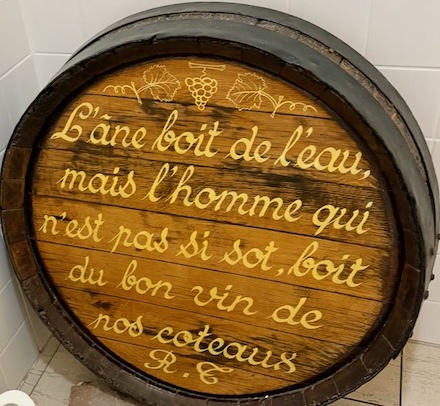 L'âne boit de l'eau,
mais l'homme qui
n'est pas si sot, boit
du bon vin de
nos coteaux
R.C